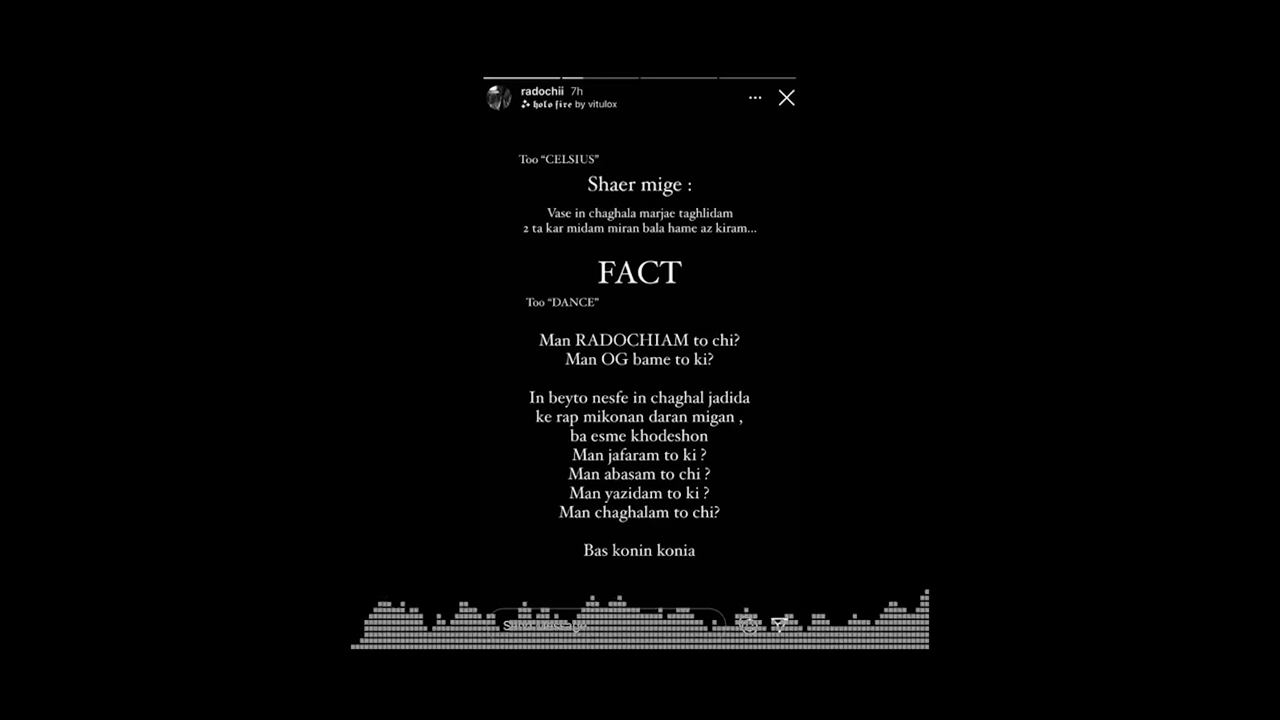 radochii 7h
holo fire by vitulox
Too “CELSIUS”
Shaer mige :
Vase in chaghala marjae taghlidam
2 ta kar midam miran bala hame az kiram...
FACT
Too “DANCE”
Man RADOCHIAM to chi?
Man OG bame to ki?
In beyto nesfe in chaghal jadida
ke rap mikonan daran migan ,
ba esme khodeshon
Man jafaram to ki ?
Man abasam to chi ?
Man yazidam to ki ?
Man chaghalam to chi?
Bas konin konia
Send Message